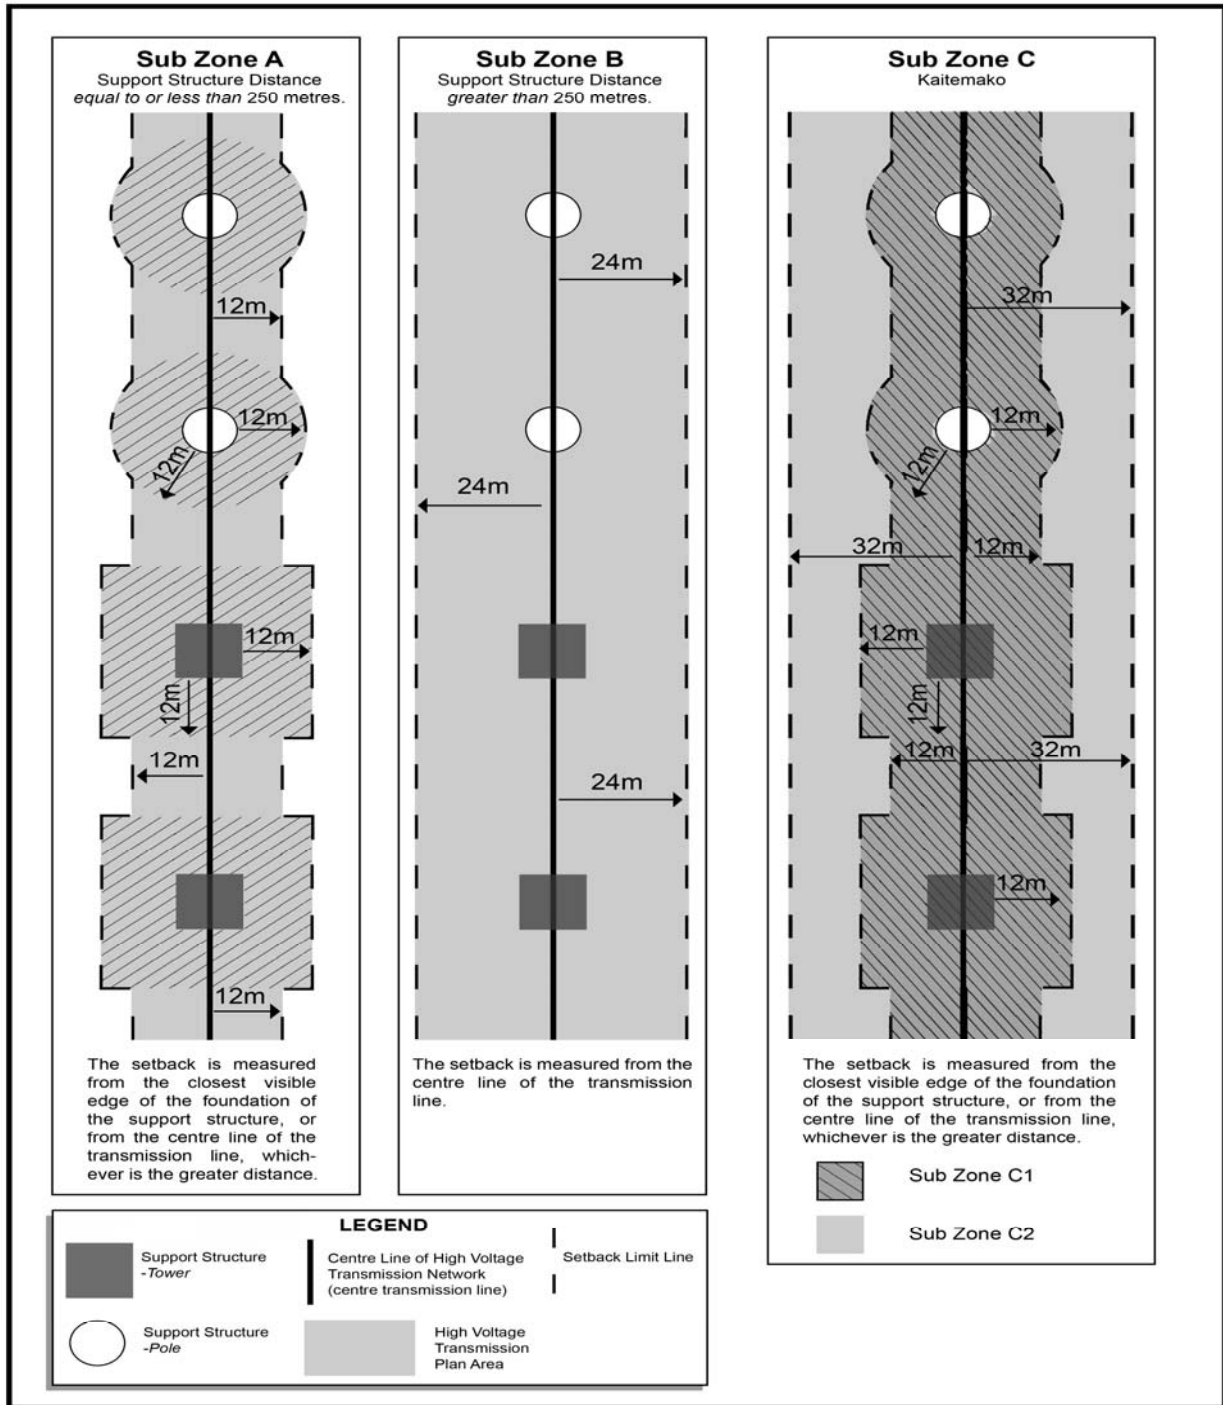 Sub Zone A
Support Structure Distance
equal to or less than 250 metres.
12m
12m
12m
12m
12m
12m
12m
The setback is measured
from the closest visible
edge of the foundation of
the support structure, or
from the centre line of the
transmission line, which-
ever is the greater distance.
Sub Zone B
Support Structure Distance
greater than 250 metres.
24m
24m
24m
The setback is measured from the
centre line of the transmission
line.
Sub Zone C
Kaitemako
32m
12m
12m
32m
12m
12m
12m
12m
32m
12m
The setback is measured from the
closest visible edge of the foundation
of the support structure, or from the
centre line of the transmission line,
whichever is the greater distance.
Sub Zone C1
Sub Zone C2
LEGEND
Support Structure
-Tower
Centre Line of High Voltage
Transmission Network
(centre transmission line)
Setback Limit Line
Support Structure
-Pole
High Voltage
Transmission
Plan Area